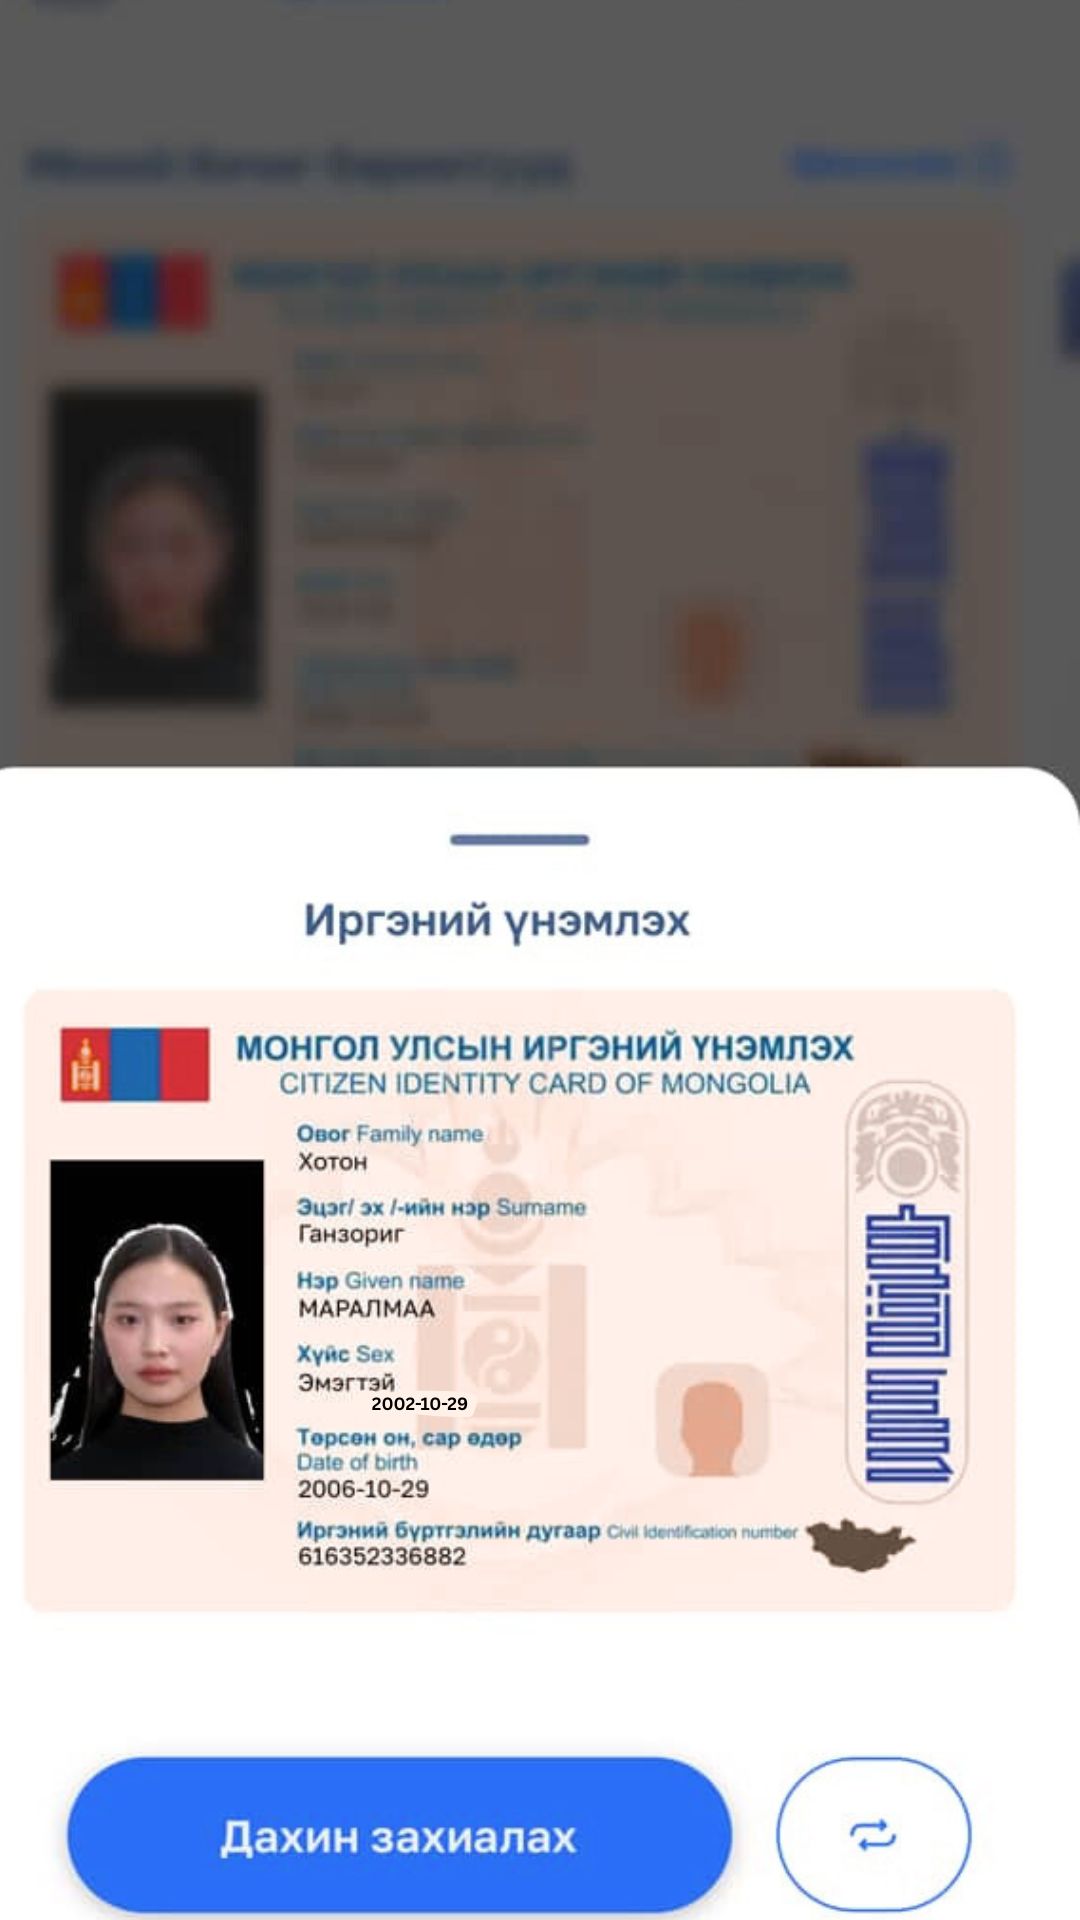 Иргэний үнэмлэх
МОНГОЛ УЛСЫН ИРГЭНИЙ ҮНЭМЛЭХ
CITIZEN IDENTITY CARD OF MONGOLIA
Овог Family name
Хотон
Эцэг/ эх /-ийн нэр Surname
Ганзориг
Нэр Given name
МАРАЛМАА
Хүйс Sex
Эмэгтэй
2002-10-29
Төрсөн он, сар өдөр
Date of birth
2006-10-29
Иргэний бүртгэлийн дугаар Civil Identification number
616352336882
Дахин захиалах